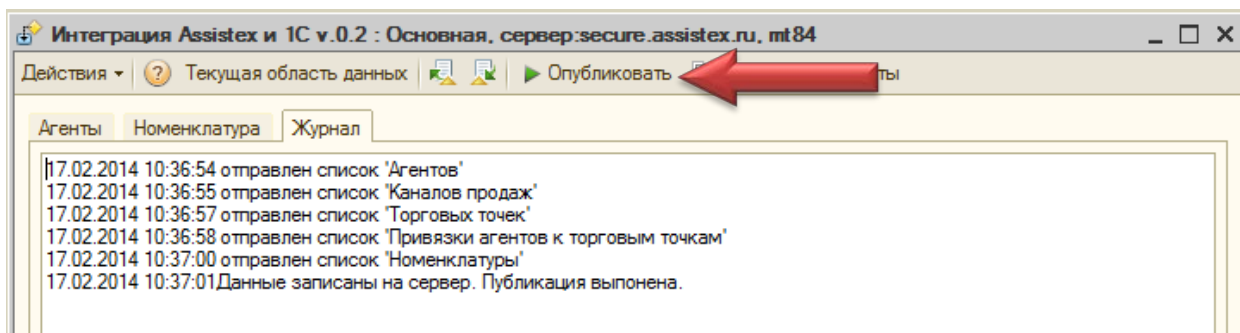 Интеграция Assistex и 1С v.0.2 : Основная, сервер:secure.assistex.ru, mt84
Действия ? Текущая область данных Опубликовать
Агенты Номенклатура Журнал
17.02.2014 10:36:54 отправлен список 'Агентов'
17.02.2014 10:36:55 отправлен список 'Каналов продаж'
17.02.2014 10:36:57 отправлен список 'Торговых точек'
17.02.2014 10:36:58 отправлен список 'Привязки агентов к торговым точкам'
17.02.2014 10:37:00 отправлен список 'Номенклатуры'
17.02.2014 10:37:01Данные записаны на сервер. Публикация выпонена.